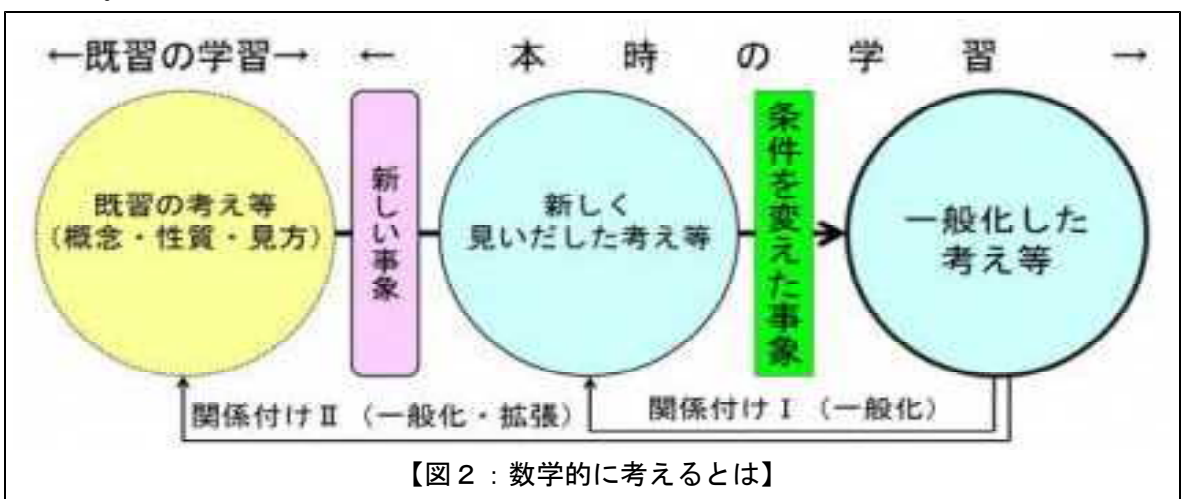 ←既習の学習→ ← 本時の学習 →
既習の考え等
（概念・性質・見方）
新しい事象
新しく
見いだした考え等
条件を変えた事象
一般化した
考え等
関係付けⅡ（一般化・拡張）
関係付けⅠ（一般化）
【図２：数学的に考えるとは】